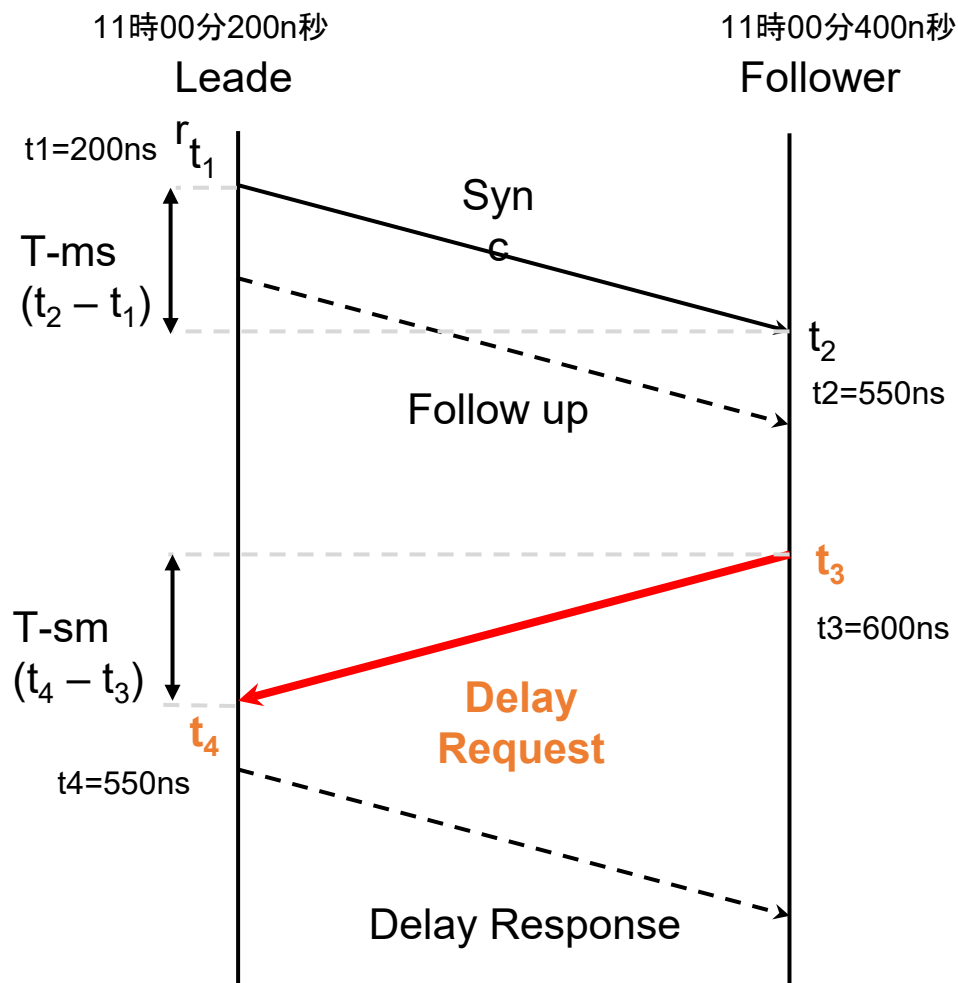 11時00分200n秒
11時00分400n秒
Leade
r
Follower
t1=200ns
t1
Syn
c
T-ms
(t2 – t1)
t2
t2=550ns
Follow up
t3
T-sm
(t4 – t3)
t3=600ns
t4
Delay
Request
t4=550ns
Delay Response